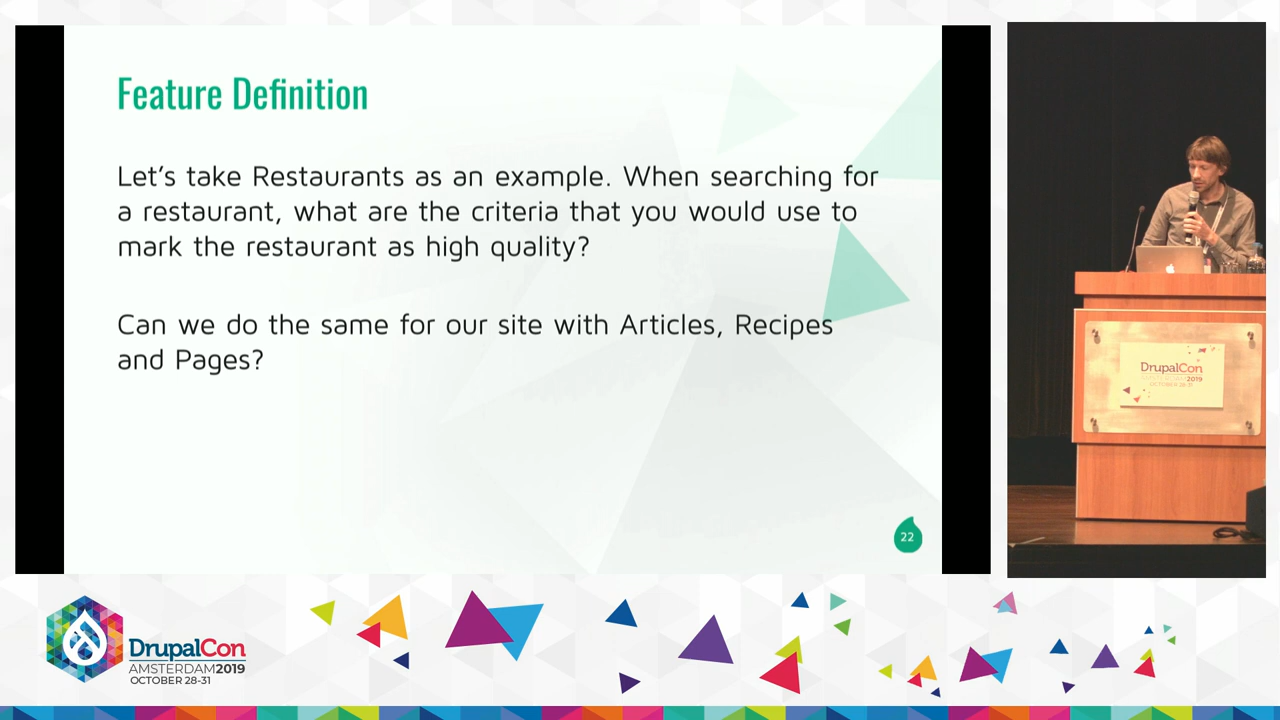 Feature Definition
Let's take Restaurants as an example. When searching for
a restaurant, what are the criteria that you would use to
mark the restaurant as high quality?
Can we do the same for our site with Articles, Recipes
and Pages?
22
DrupalCon
2019
OCTOBER 28-31
DrupalCon
AMSTERDAM2019
OCTOBER 28-31